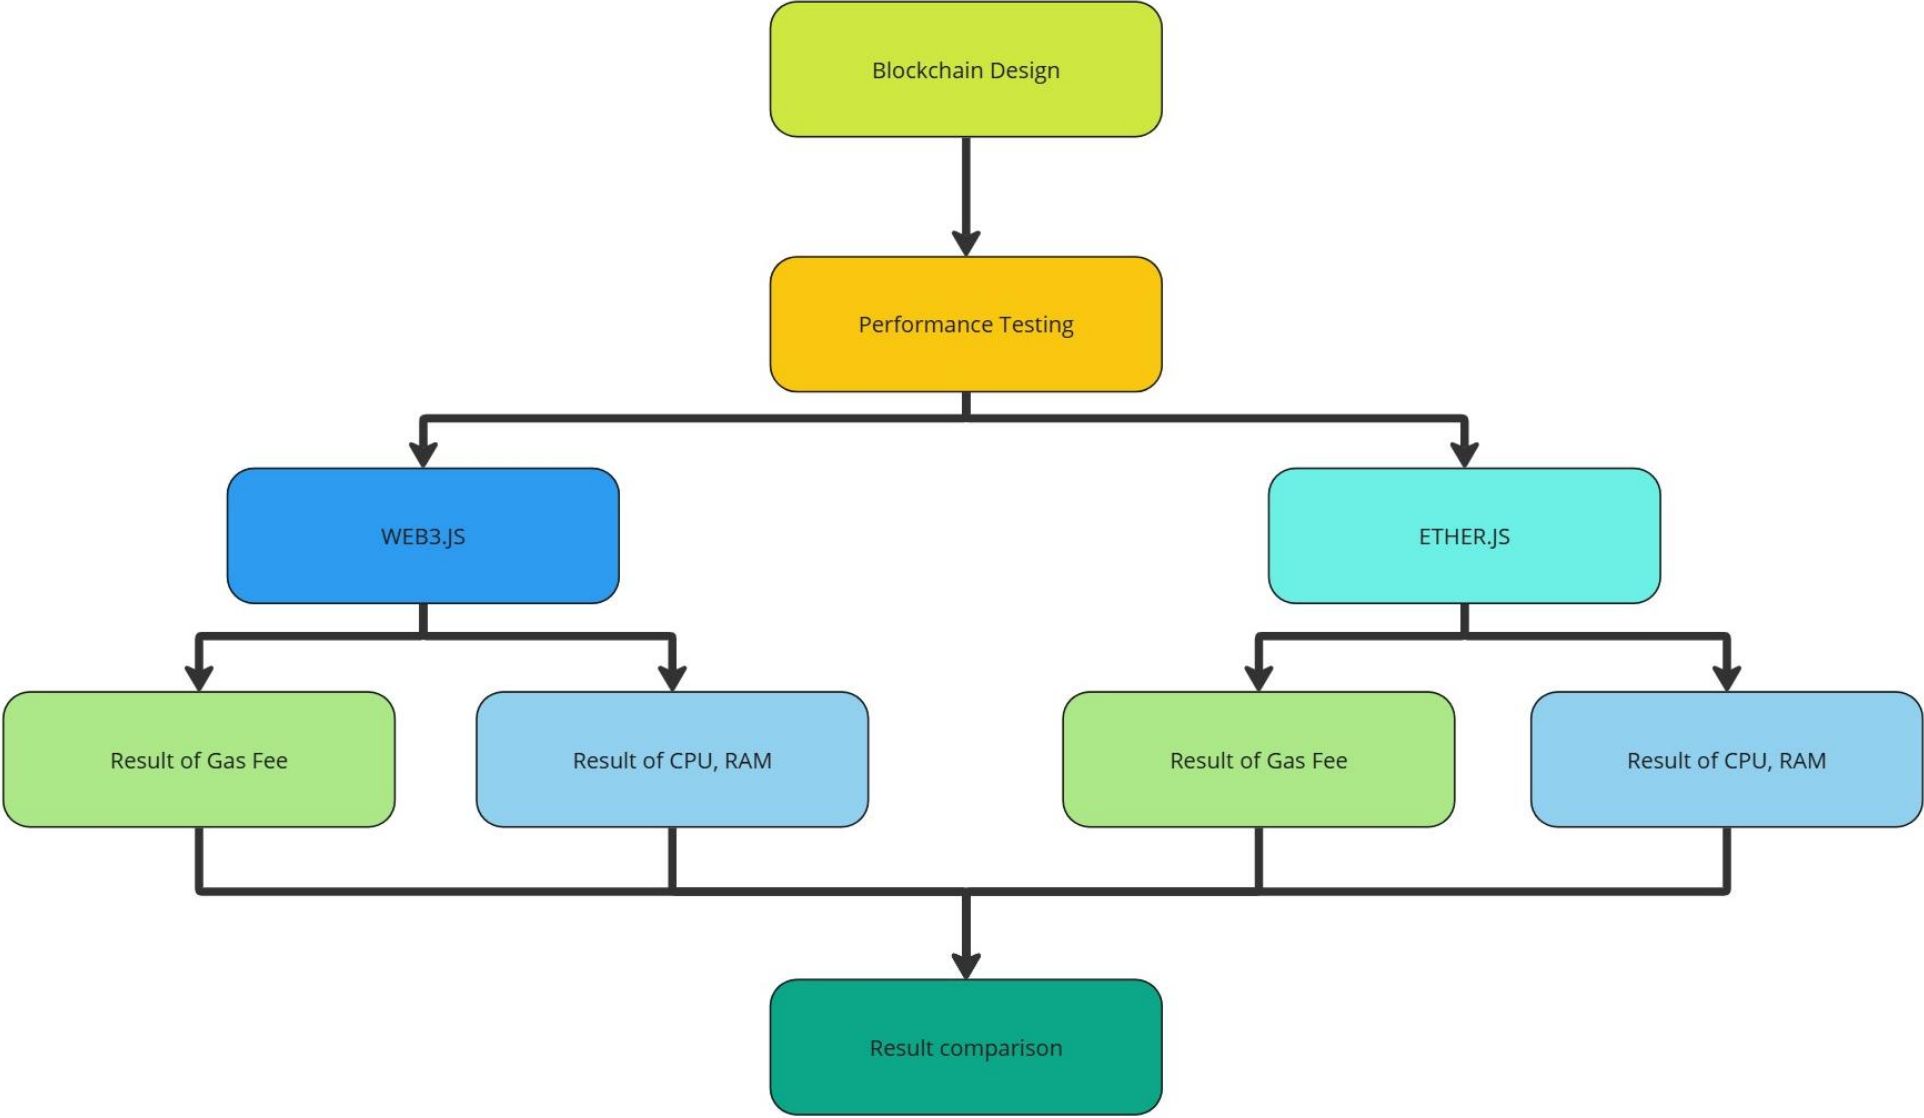 Blockchain Design
Performance Testing
WEB3.JS
ETHER.JS
Result of Gas Fee
Result of CPU, RAM
Result of Gas Fee
Result of CPU, RAM
Result comparison